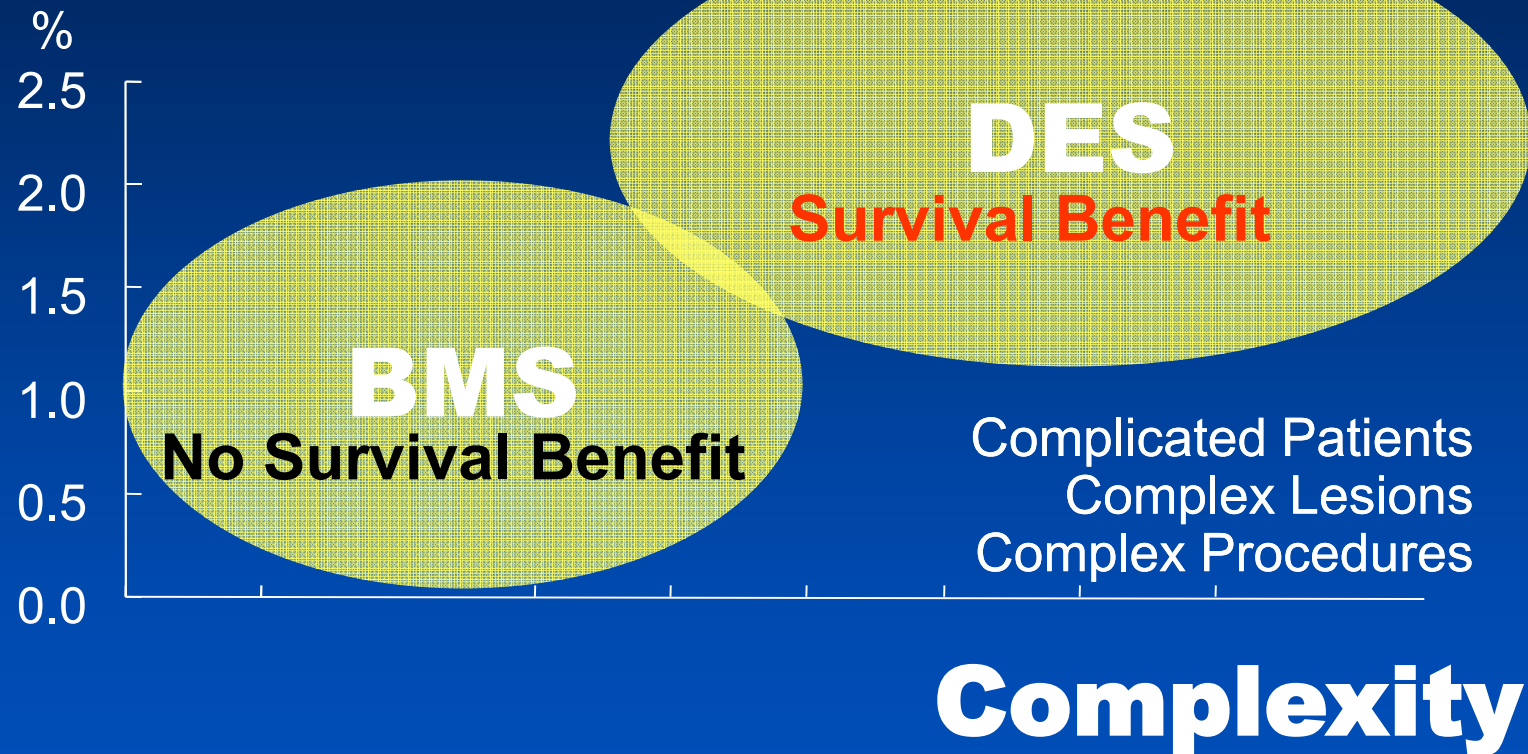 %
2.5
2.0
1.5
1.0
0.5
0.0
DES
Survival Benefit
BMS
No Survival Benefit
Complicated Patients
Complex Lesions
Complex Procedures
Complexity